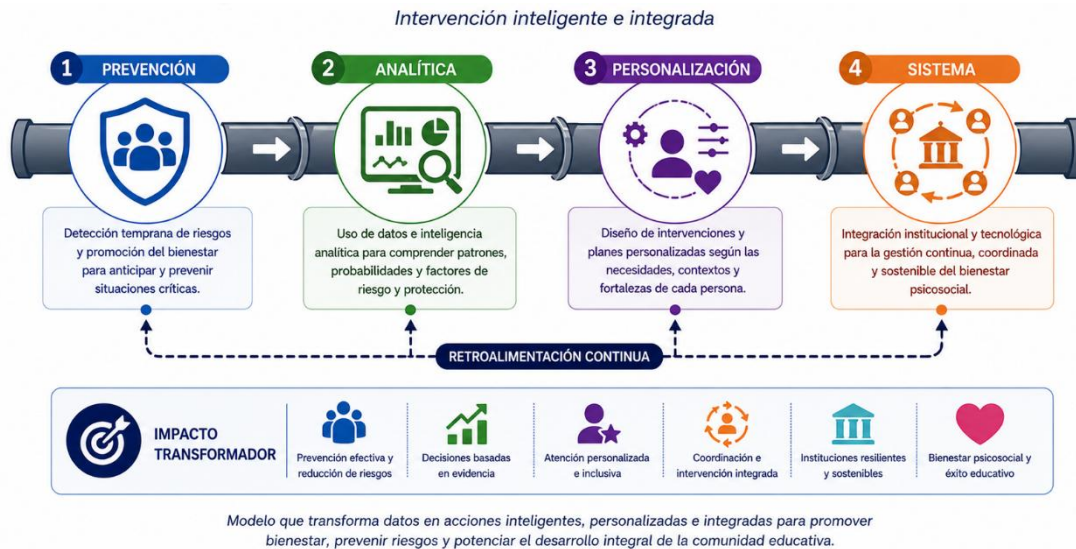 Intervención inteligente e integrada
1 PREVENCIÓN
2 ANALÍTICA
3 PERSONALIZACIÓN
4 SISTEMA
Detección temprana de riesgos
y promoción del bienestar
para anticipar y prevenir
situaciones críticas.
Uso de datos e inteligencia
analítica para comprender patrones,
probabilidades y factores de
riesgo y protección.
Diseño de intervenciones y
planes personalizadas según las
necesidades, contextos y
fortalezas de cada persona.
Integración institucional y tecnológica
para la gestión continua, coordinada
y sostenible del bienestar
psicosocial.
RETROALIMENTACIÓN CONTINUA
IMPACTO
TRANSFORMADOR
Prevención efectiva y
reducción de riesgos
Decisiones basadas
en evidencia
Atención personalizada
e inclusiva
Coordinación e
intervención integrada
Instituciones resilientes
y sostenibles
Bienestar psicosocial y
éxito educativo
Modelo que transforma datos en acciones inteligentes, personalizadas e integradas para promover
bienestar, prevenir riesgos y potenciar el desarrollo integral de la comunidad educativa.